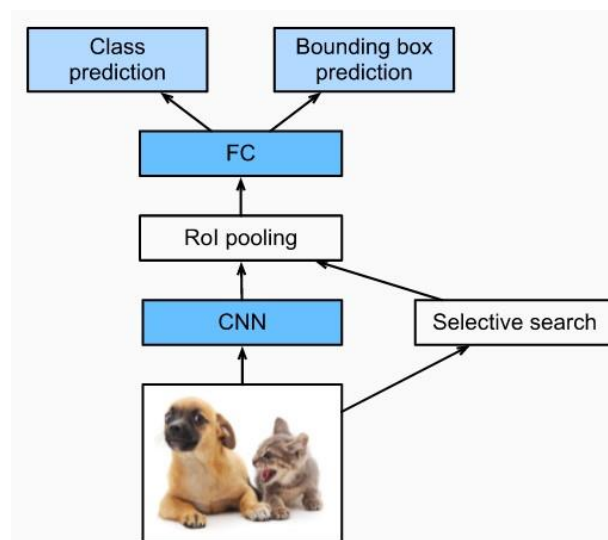 Class
prediction
Bounding box
prediction
FC
RoI pooling
CNN
Selective search